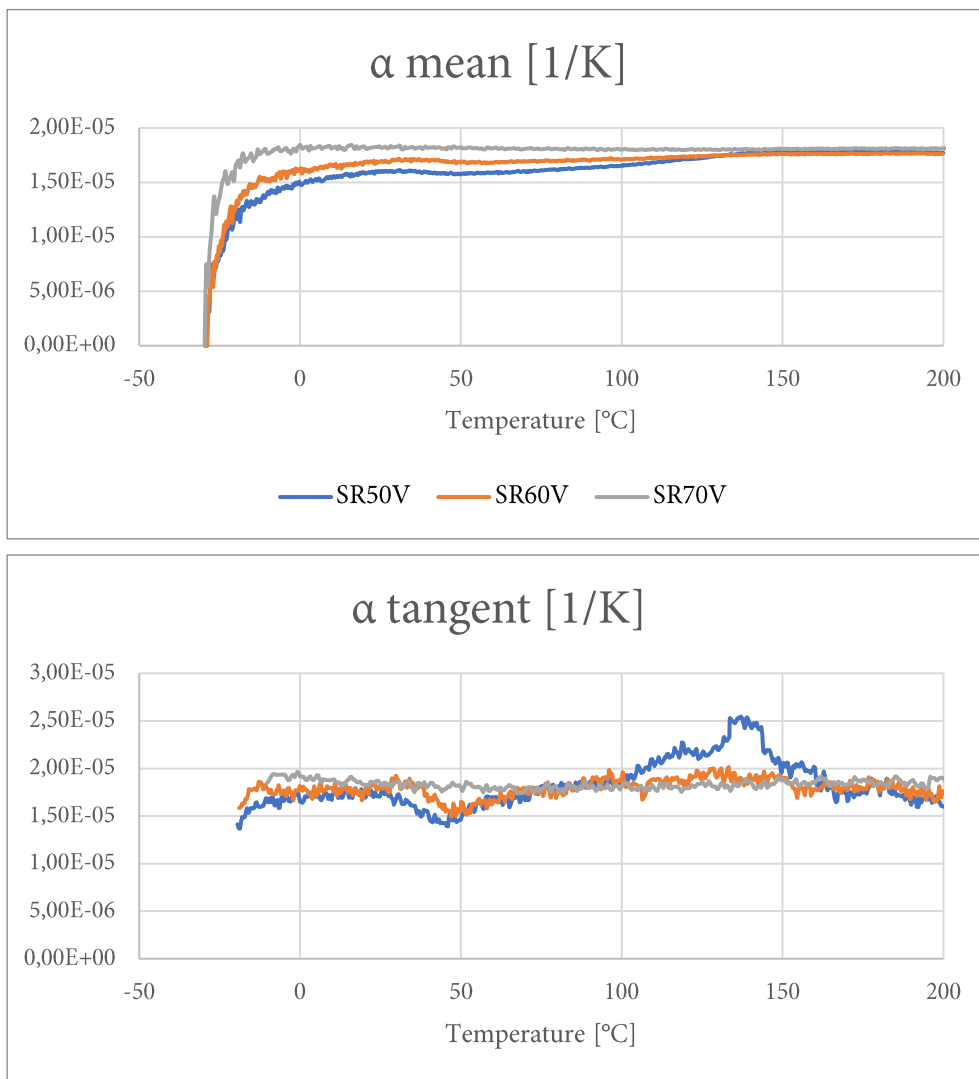 α mean [1/K]
2,00E-05
1,50E-05
1,00E-05
5,00E-06
0,00E+00
-50 0 50 100 150 200
Temperature [°C]
SR50V SR60V SR70V
α tangent [1/K]
3,00E-05
2,50E-05
2,00E-05
1,50E-05
1,00E-05
5,00E-06
0,00E+00
-50 0 50 100 150 200
Temperature [°C]